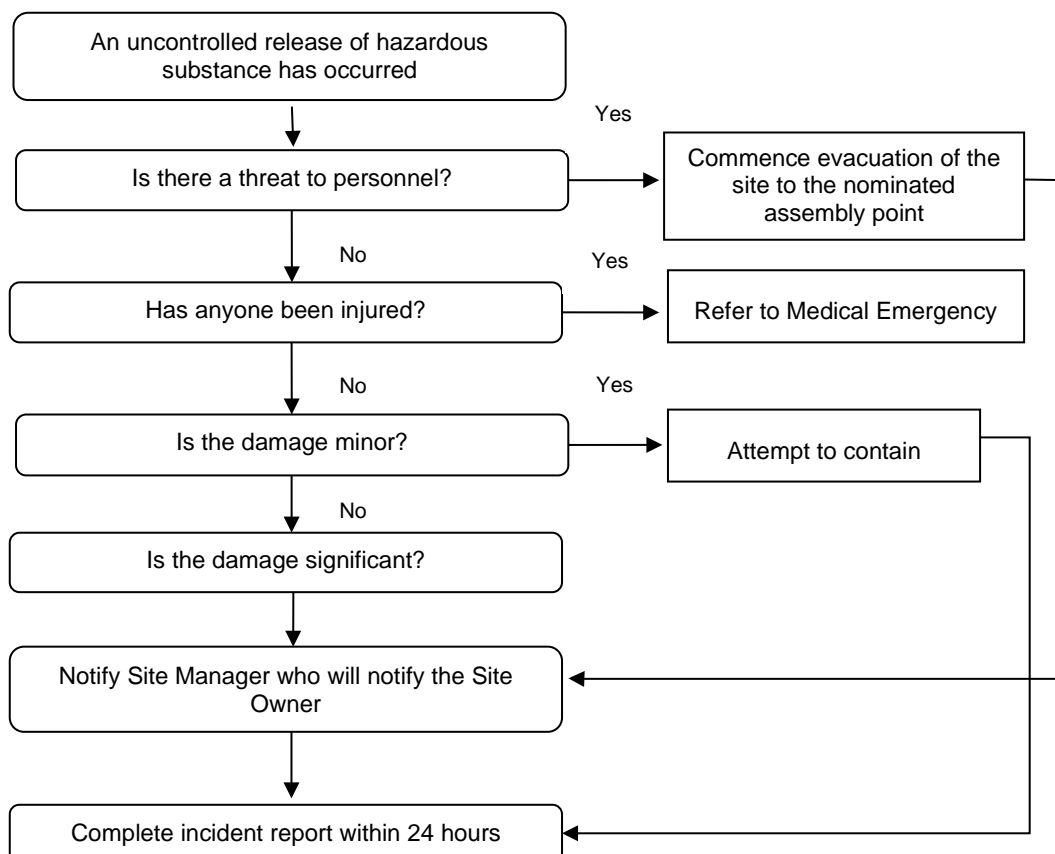 An uncontrolled release of hazardous
substance has occurred
Yes
Is there a threat to personnel?
Commence evacuation of the
site to the nominated
assembly point
No
Yes
Has anyone been injured?
Refer to Medical Emergency
No
Yes
Is the damage minor?
Attempt to contain
No
Is the damage significant?
Notify Site Manager who will notify the Site
Owner
Complete incident report within 24 hours